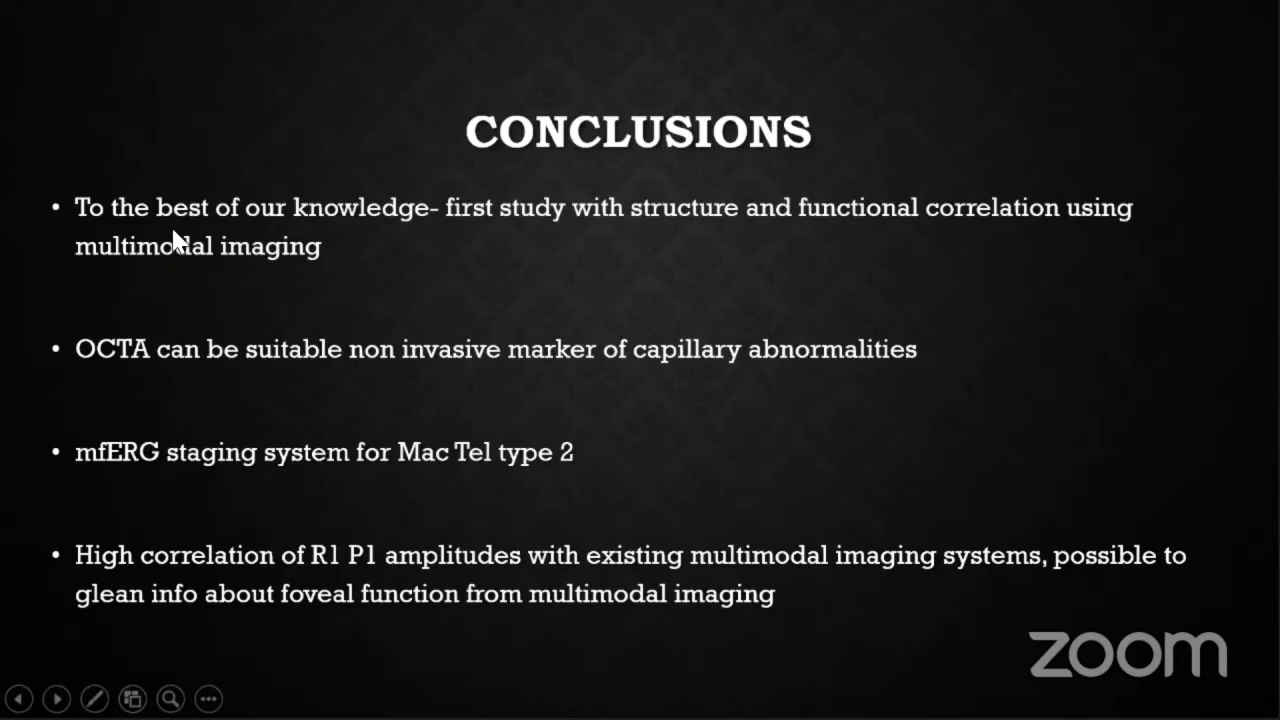 CONCLUSIONS
• To the best of our knowledge- first study with structure and functional correlation using
multimodal imaging
• OCTA can be suitable non invasive marker of capillary abnormalities
• mfERG staging system for Mac Tel type 2
• High correlation of R1 P1 amplitudes with existing multimodal imaging systems, possible to
glean info about foveal function from multimodal imaging
zoom